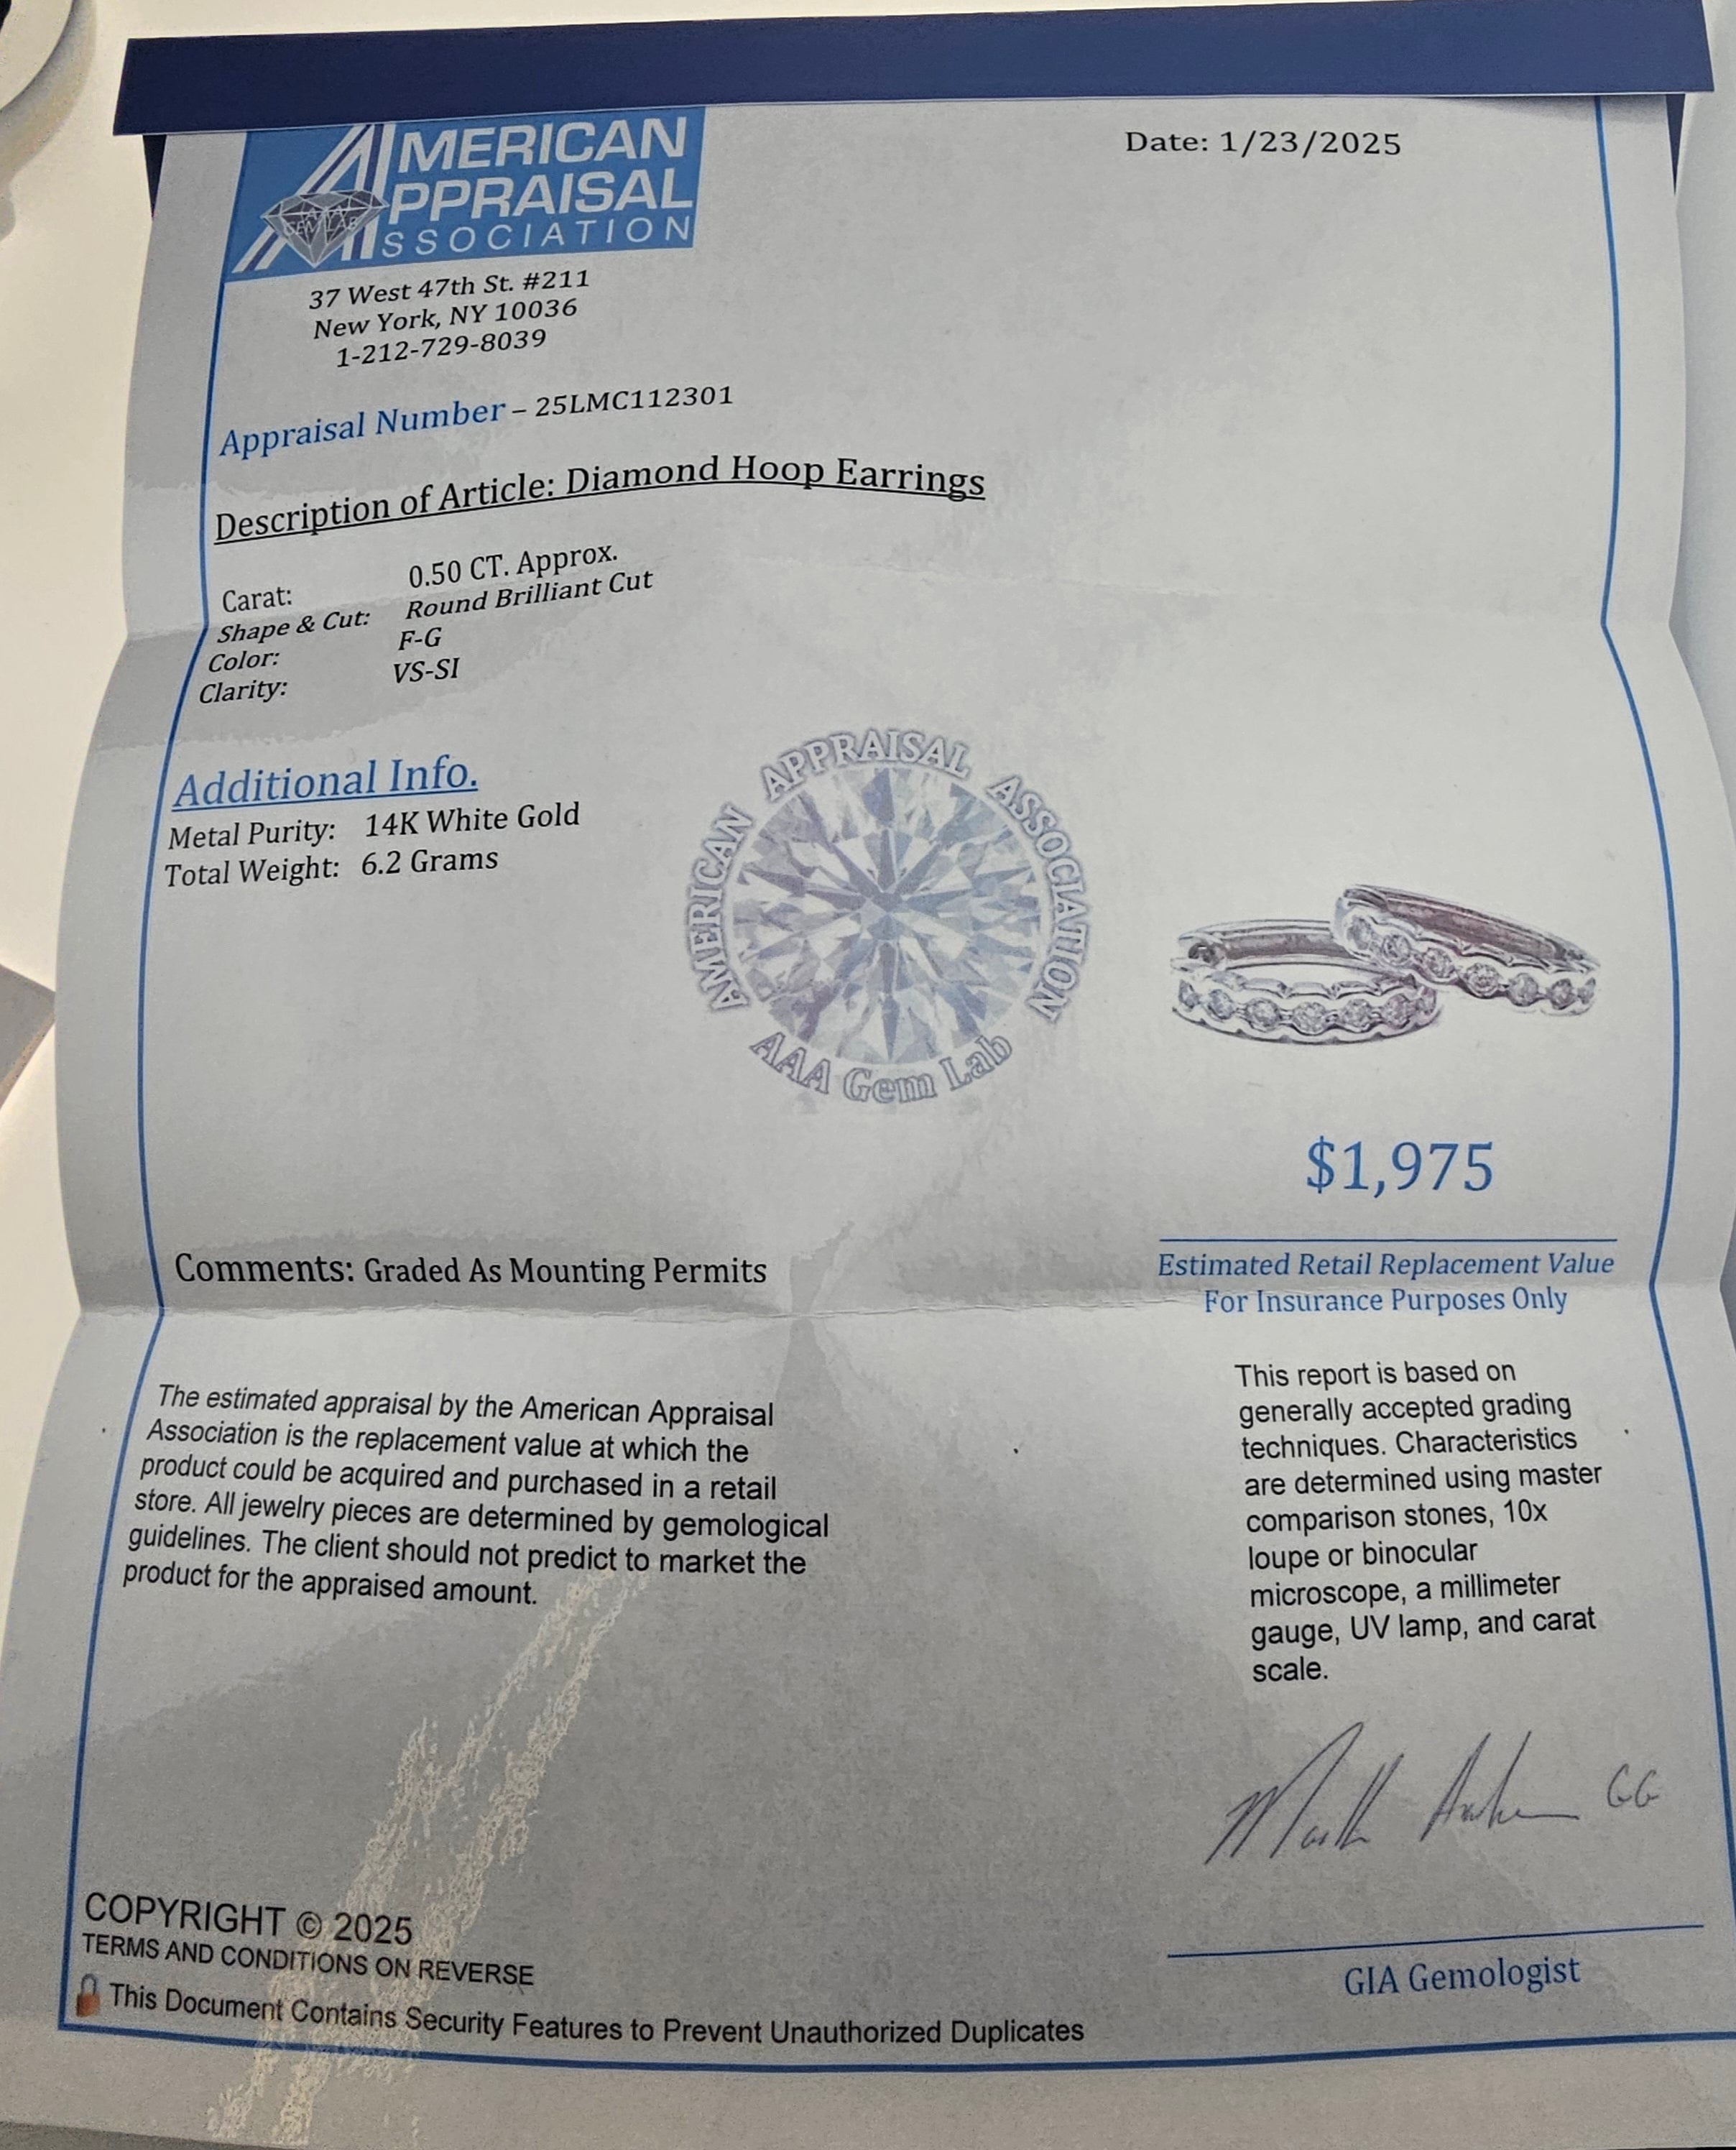 AMERICAN
APPRAISAL
ASSOCIATION
AAA
GEM LAB
Date: 1/23/2025
37 West 47th St. #211
New York, NY 10036
1-212-729-8039
Appraisal Number – 25LMC112301
Description of Article: Diamond Hoop Earrings
Carat: 0.50 CT. Approx.
Shape & Cut: Round Brilliant Cut
Color: F-G
Clarity: VS-SI
Additional Info.
Metal Purity: 14K White Gold
Total Weight: 6.2 Grams
AMERICAN APPRAISAL ASSOCIATION
AAA Gem Lab
$1,975
Estimated Retail Replacement Value
For Insurance Purposes Only
Comments: Graded As Mounting Permits
The estimated appraisal by the American Appraisal
Association is the replacement value at which the
product could be acquired and purchased in a retail
store. All jewelry pieces are determined by gemological
guidelines. The client should not predict to market the
product for the appraised amount.
This report is based on
generally accepted grading
techniques. Characteristics
are determined using master
comparison stones, 10x
loupe or binocular
microscope, a millimeter
gauge, UV lamp, and carat
scale.
GG
GIA Gemologist
COPYRIGHT © 2025
TERMS AND CONDITIONS ON REVERSE
This Document Contains Security Features to Prevent Unauthorized Duplicates